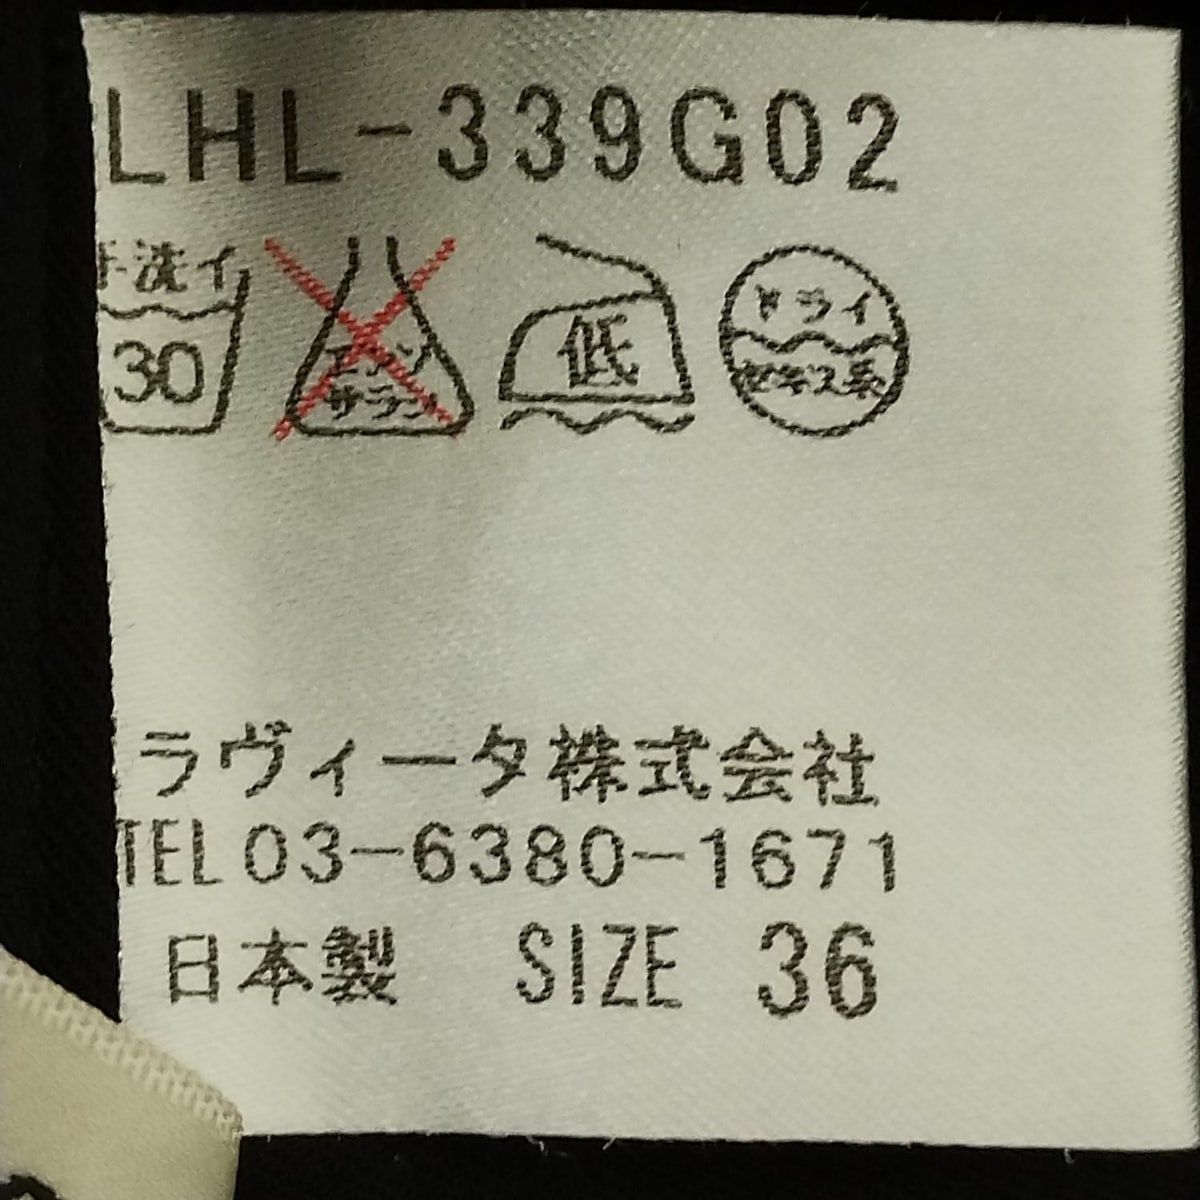 LHL-339G02
手洗イ
30
エンソ
サラシ
低
ドライ
セキユ系
ラヴィータ株式会社
TEL03-6380-1671
日本製 SIZE 36